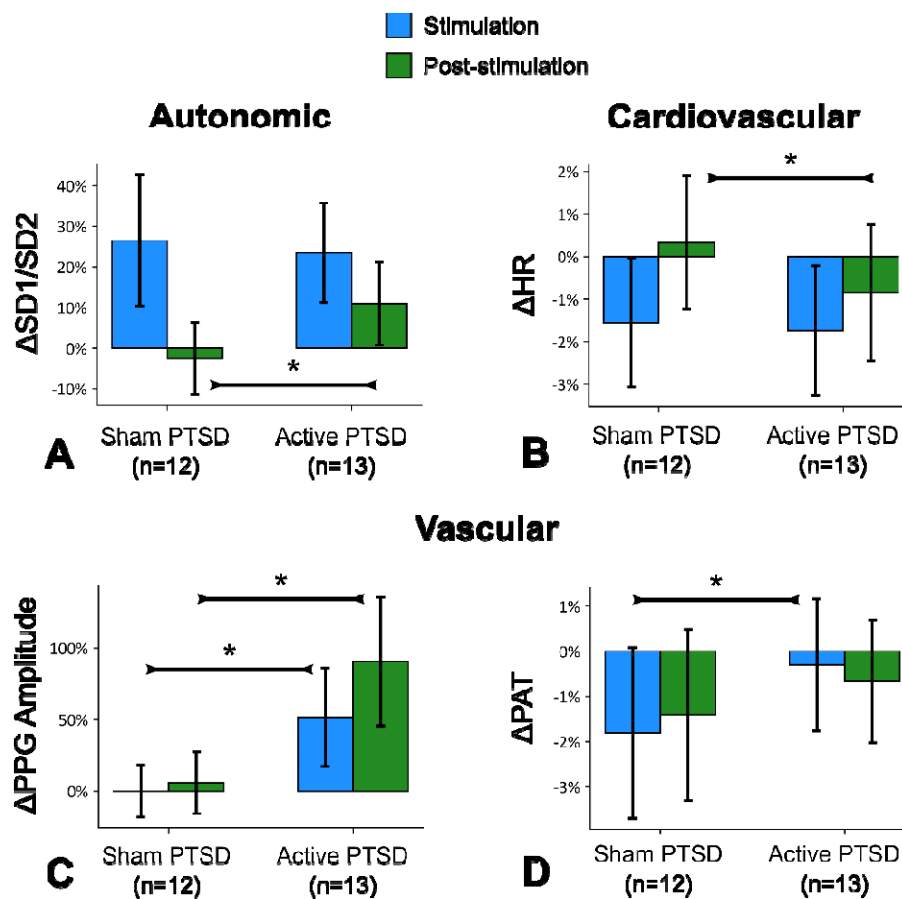 Stimulation
Post-stimulation
Autonomic
Cardiovascular
ΔSD1/SD2
40%
30%
20%
10%
0%
-10%
*
Sham PTSD
(n=12)
Active PTSD
(n=13)
A
ΔHR
2%
1%
0%
-1%
-2%
-3%
*
Sham PTSD
(n=12)
Active PTSD
(n=13)
B
Vascular
ΔPPG Amplitude
100%
50%
0%
*
*
Sham PTSD
(n=12)
Active PTSD
(n=13)
C
ΔPAT
1%
0%
-1%
-2%
-3%
*
Sham PTSD
(n=12)
Active PTSD
(n=13)
D